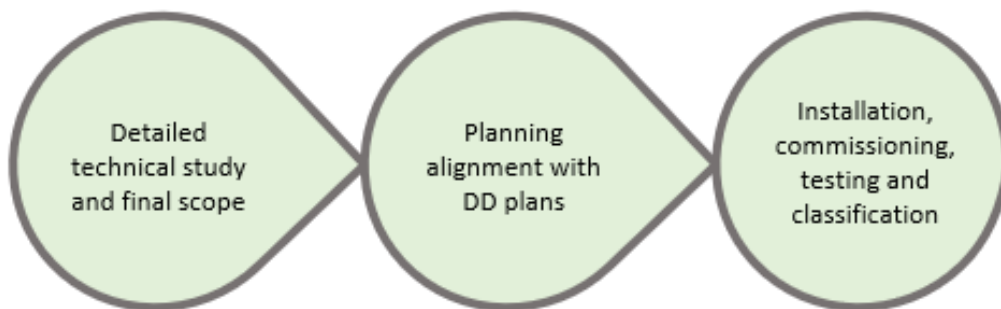 Detailed
technical study
and final scope
Planning
alignment with
DD plans
Installation,
commissioning,
testing and
classification